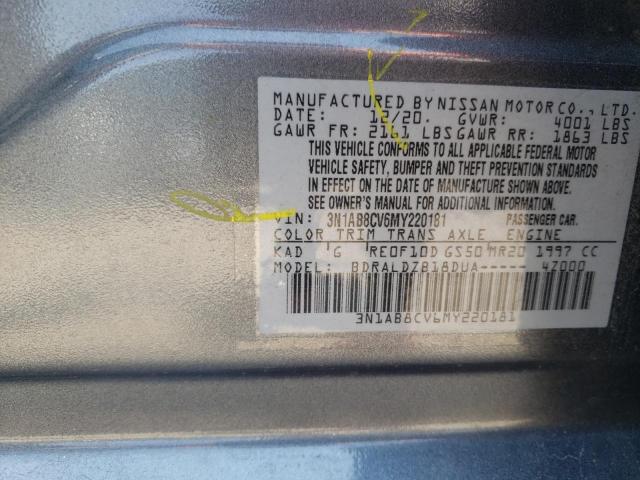 MANUFACTURED BY NISSAN MOTOR CO., LTD.
DATE: 12/20. GVWR: 4001 LBS
GAWR FR: 2161 LBS GAWR RR: 1863 LBS
THIS VEHICLE CONFORMS TO ALL APPLICABLE FEDERAL MOTOR
VEHICLE SAFETY, BUMPER AND THEFT PREVENTION STANDARDS
IN EFFECT ON THE DATE OF MANUFACTURE SHOWN ABOVE.
SEE OWNER'S MANUAL FOR ADDITIONAL INFORMATION.
VIN: 3N1AB8CV6MY220181 PASSENGER CAR.
COLOR TRIM TRANS AXLE ENGINE
KAD G RE0F10D GS50 MR20 1997 CC
MODEL: BDRALDZB18DUA----- 4Z000
3N1AB8CV6MY220181